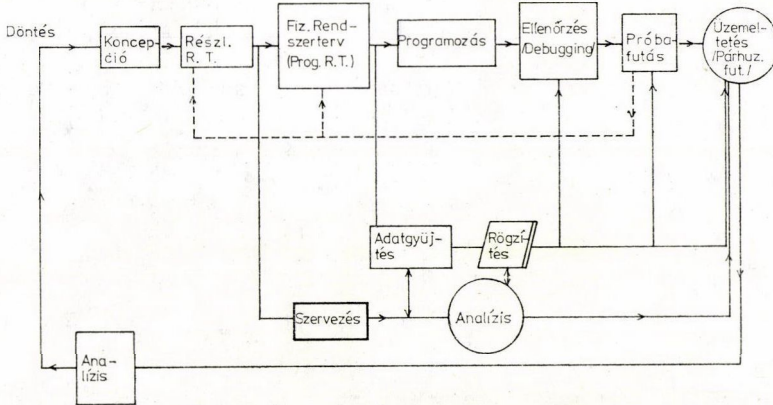 Döntés
Koncep-
ció
Részl.
R. T.
Fiz. Rend-
szerterv
(Prog. R.T.)
Programozás
Ellenőrzés
/Debugging/
Próba-
futás
Üzemel-
tetés
/Párhuz.
fut./
Adatgyüj-
tés
Rögzí-
tés
Szervezés
Analízis
Ana-
lízis